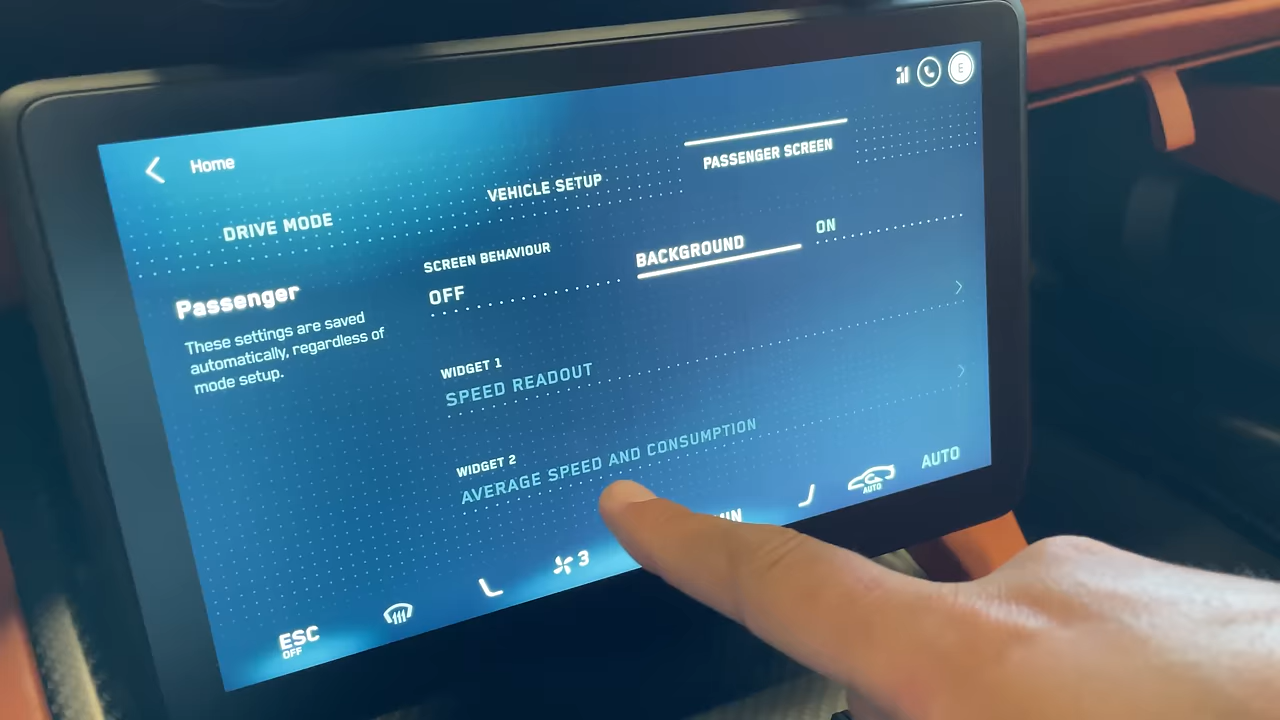 E
Home
DRIVE MODE
VEHICLE SETUP
PASSENGER SCREEN
Passenger
These settings are saved
automatically, regardless of
mode setup.
SCREEN BEHAVIOUR
OFF
BACKGROUND
ON
WIDGET 1
SPEED READOUT
WIDGET 2
AVERAGE SPEED AND CONSUMPTION
ESC
OFF
3
AUTO
AUTO